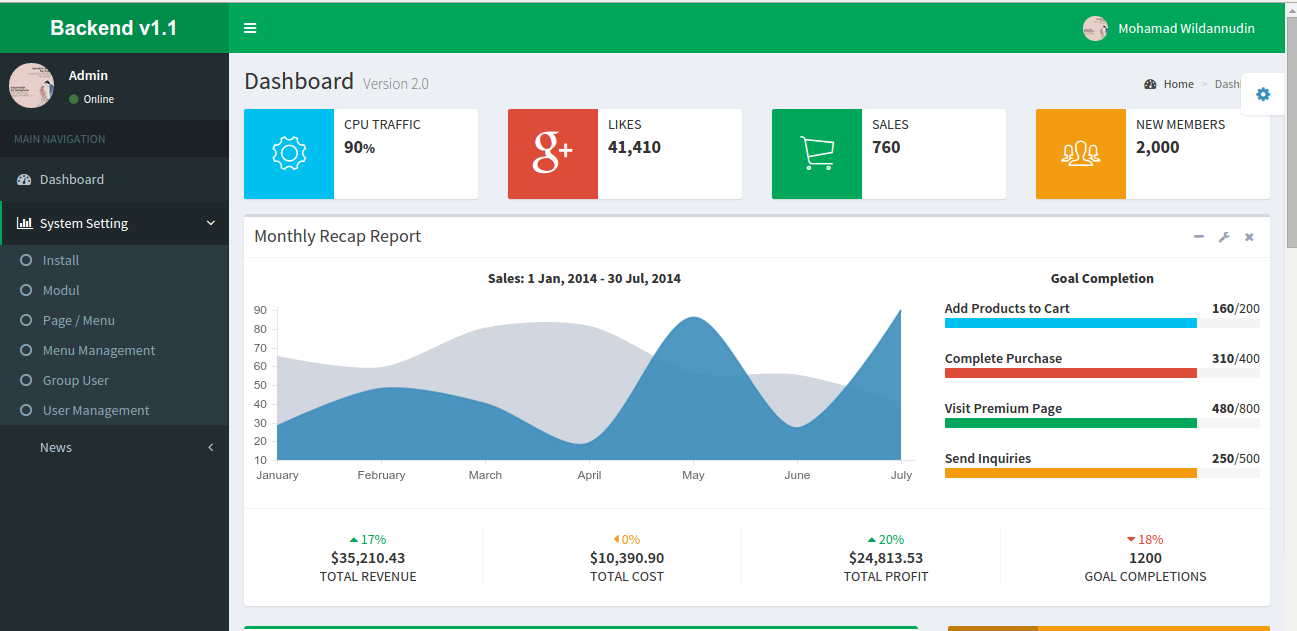 Backend v1.1
Mohamad Wildannudin
Admin
Online
MAIN NAVIGATION
Dashboard
System Setting
Install
Modul
Page / Menu
Menu Management
Group User
User Management
News
Dashboard Version 2.0
Home > Dash
CPU TRAFFIC
90%
g+
LIKES
41,410
SALES
760
NEW MEMBERS
2,000
Monthly Recap Report
Sales: 1 Jan, 2014 - 30 Jul, 2014
90
80
70
60
50
40
30
20
10
January February March April May June July
Goal Completion
Add Products to Cart 160/200
Complete Purchase 310/400
Visit Premium Page 480/800
Send Inquiries 250/500
17%
$35,210.43
TOTAL REVENUE
0%
$10,390.90
TOTAL COST
20%
$24,813.53
TOTAL PROFIT
18%
1200
GOAL COMPLETIONS